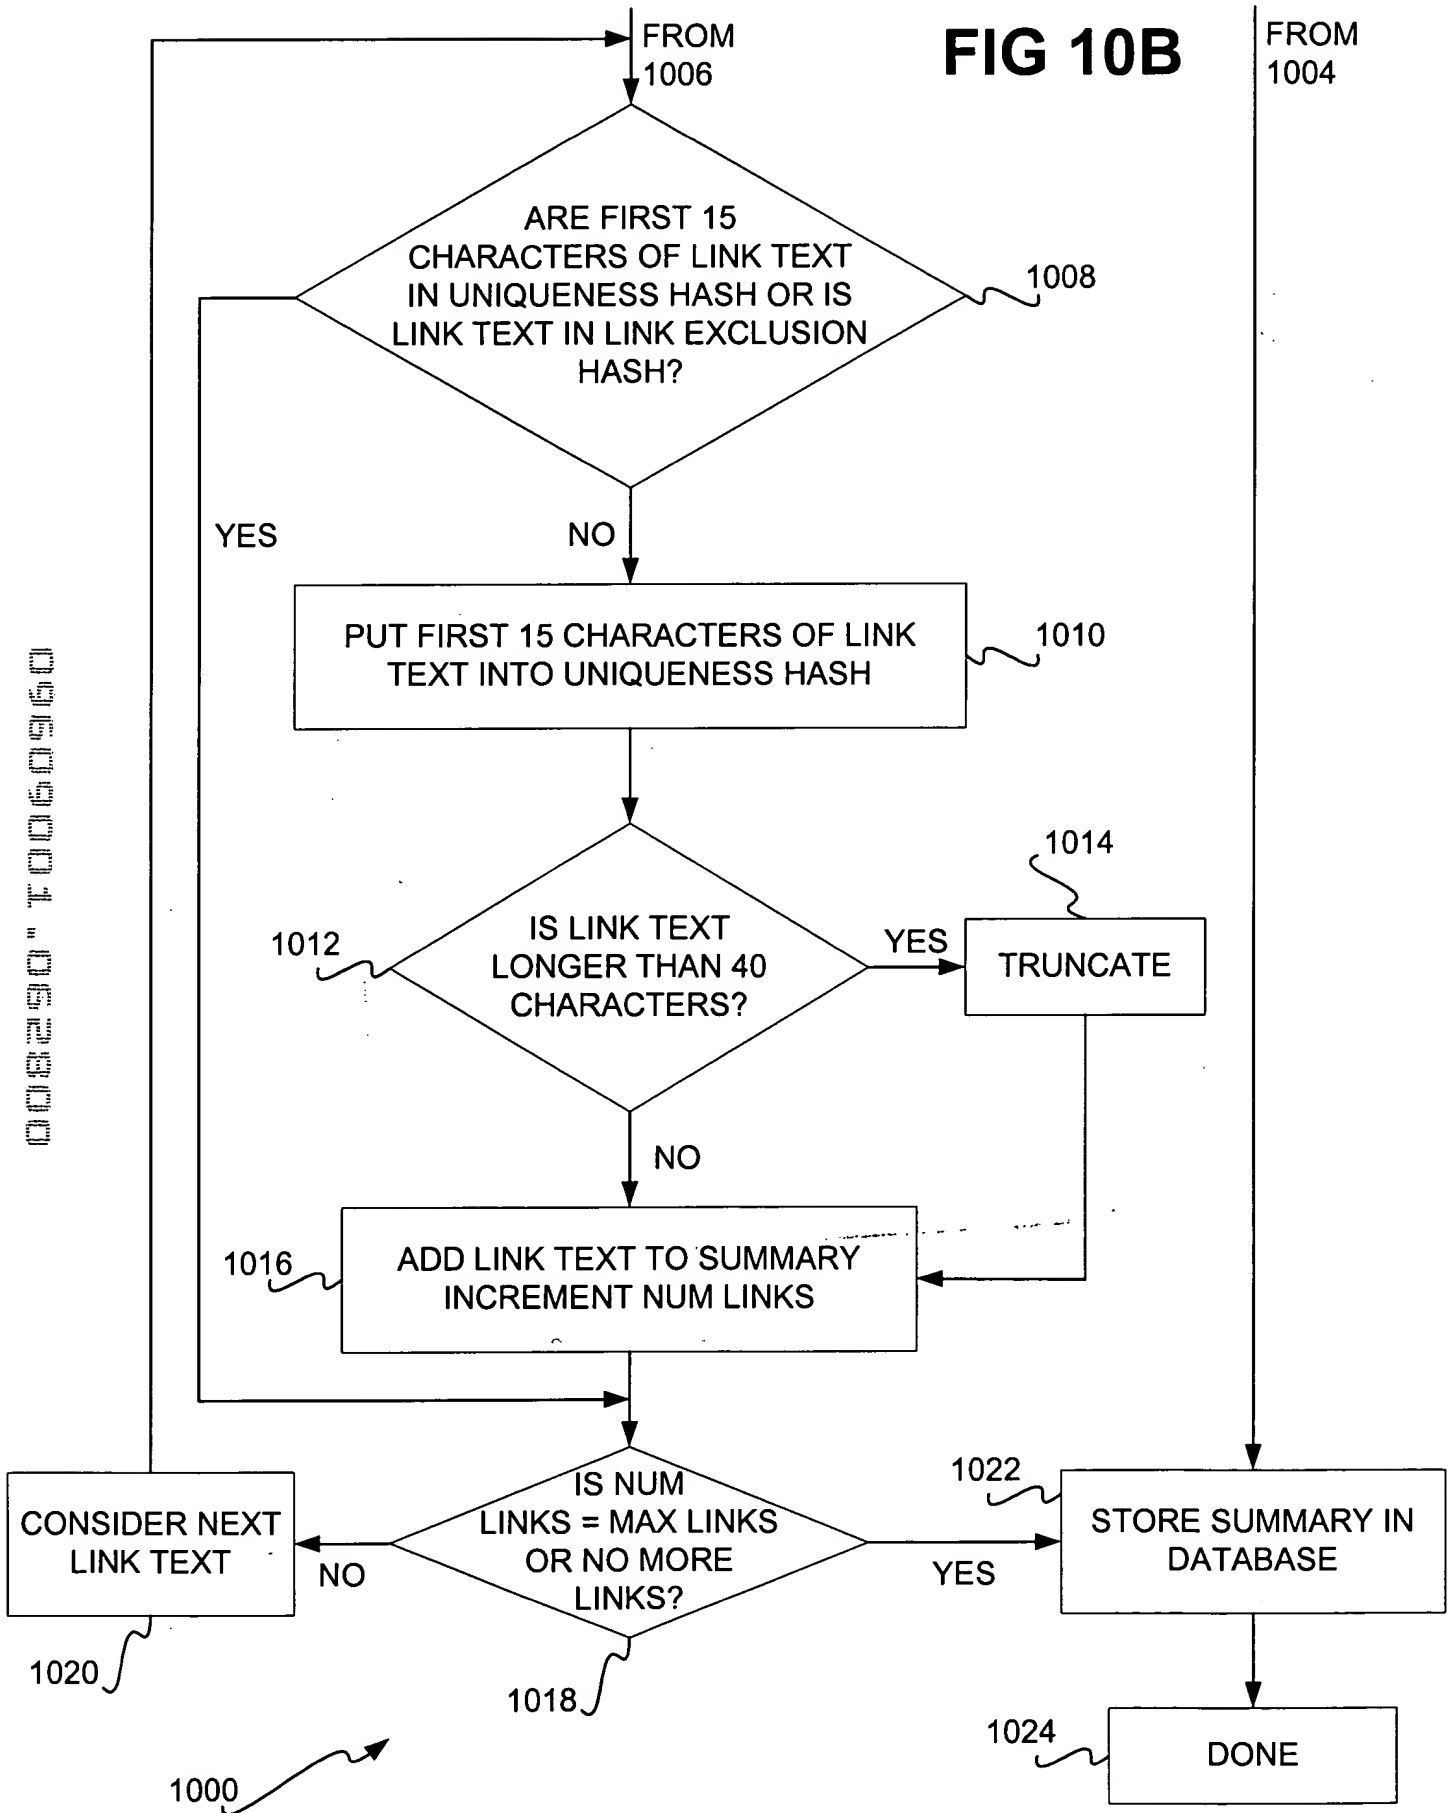 FROM
1006
FIG 10B
FROM
1004
ARE FIRST 15
CHARACTERS OF LINK TEXT
IN UNIQUENESS HASH OR IS
LINK TEXT IN LINK EXCLUSION
HASH?
1008
YES
NO
PUT FIRST 15 CHARACTERS OF LINK
TEXT INTO UNIQUENESS HASH
1010
1012
IS LINK TEXT
LONGER THAN 40
CHARACTERS?
YES
1014
TRUNCATE
NO
1016
ADD LINK TEXT TO SUMMARY
INCREMENT NUM LINKS
CONSIDER NEXT
LINK TEXT
1020
NO
IS NUM
LINKS = MAX LINKS
OR NO MORE
LINKS?
1018
YES
1022
STORE SUMMARY IN
DATABASE
1024
DONE
1000
09609001.062800